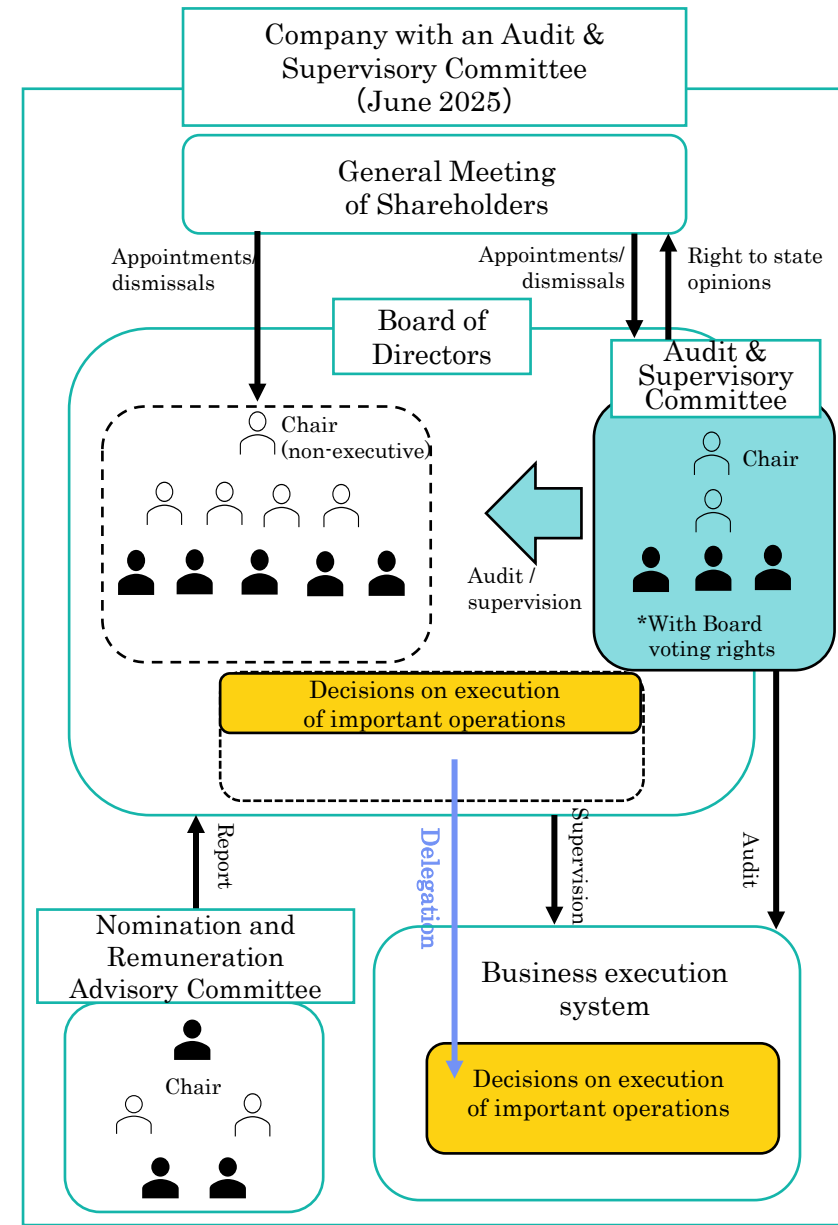 Company with an Audit &
Supervisory Committee
(June 2025)
General Meeting
of Shareholders
Appointments/
dismissals
Appointments/
dismissals
Right to state
opinions
Board of
Directors
Audit &
Supervisory
Committee
Chair
(non-executive)
Chair
Audit /
supervision
*With Board
voting rights
Decisions on execution
of important operations
Report
Delegation
Supervision
Audit
Nomination and
Remuneration
Advisory Committee
Chair
Business execution
system
Decisions on execution
of important operations